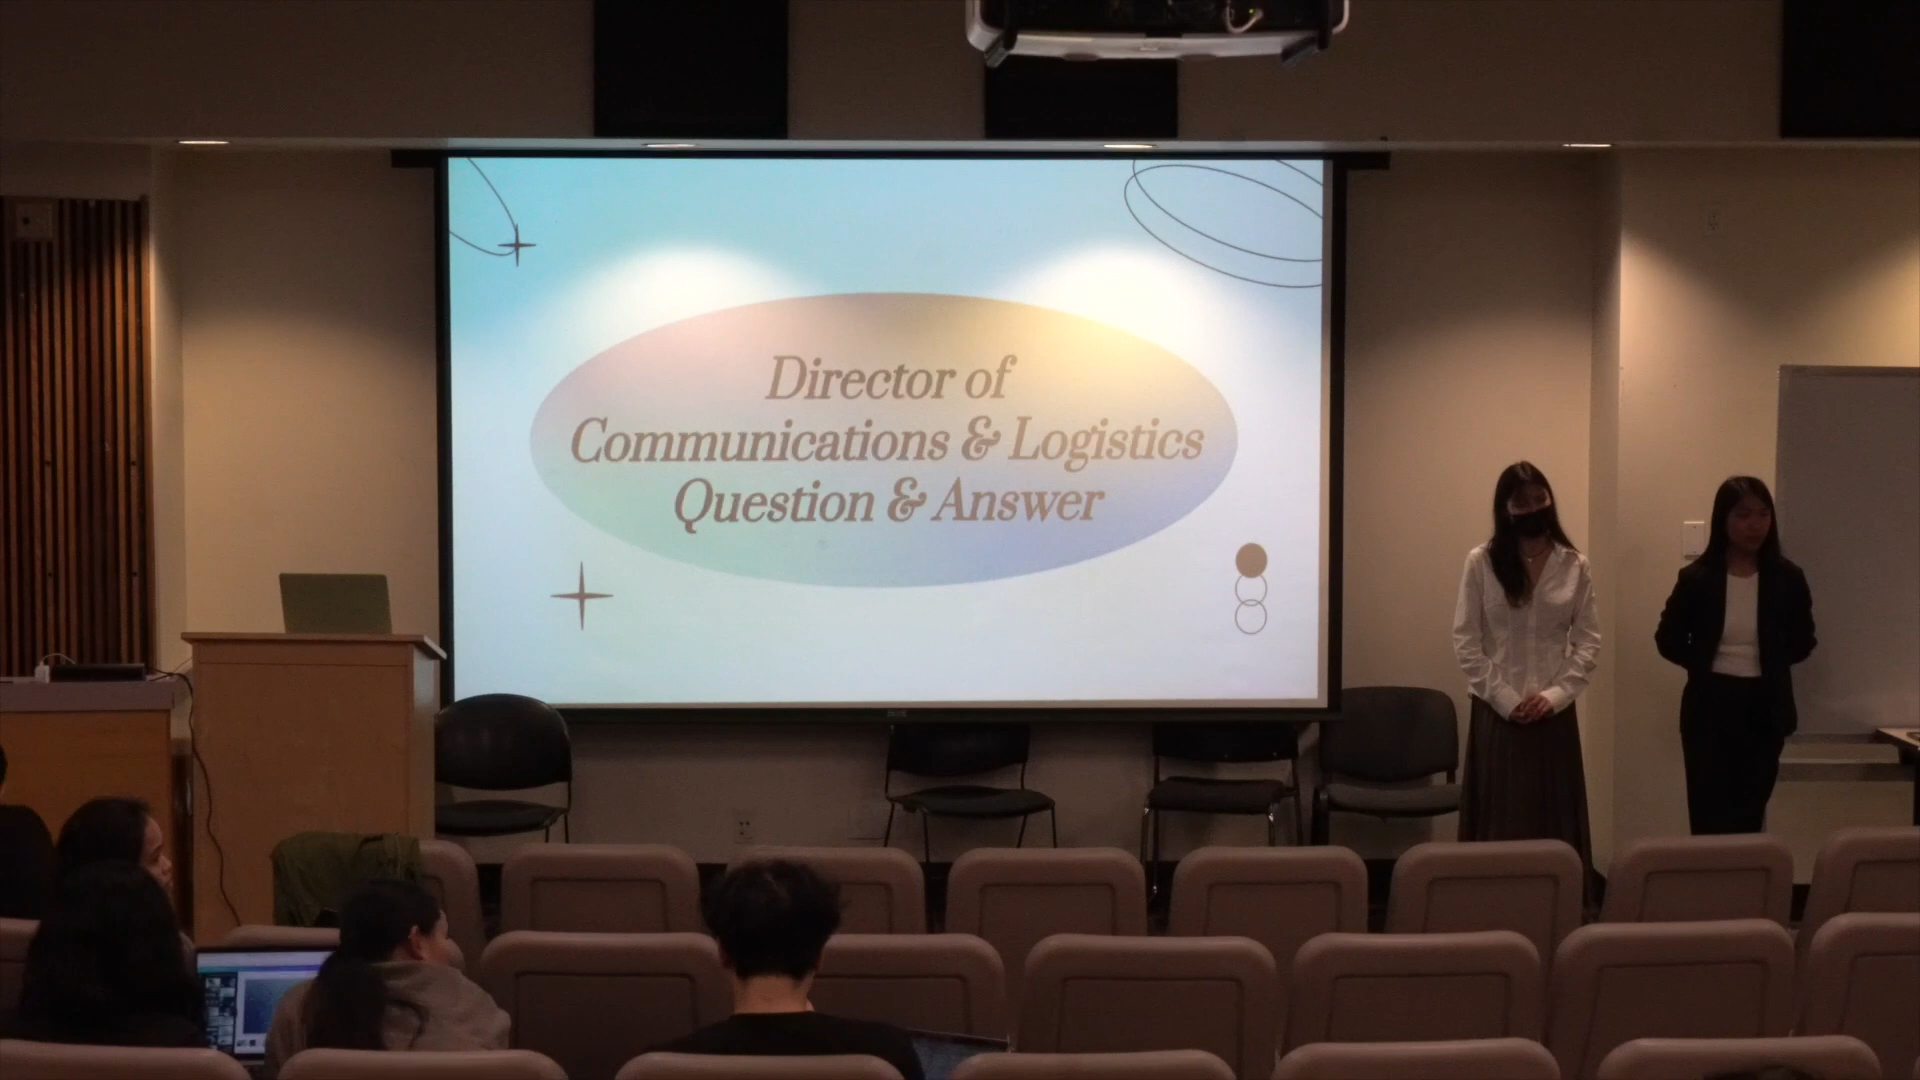 Director of
Communications & Logistics
Question & Answer